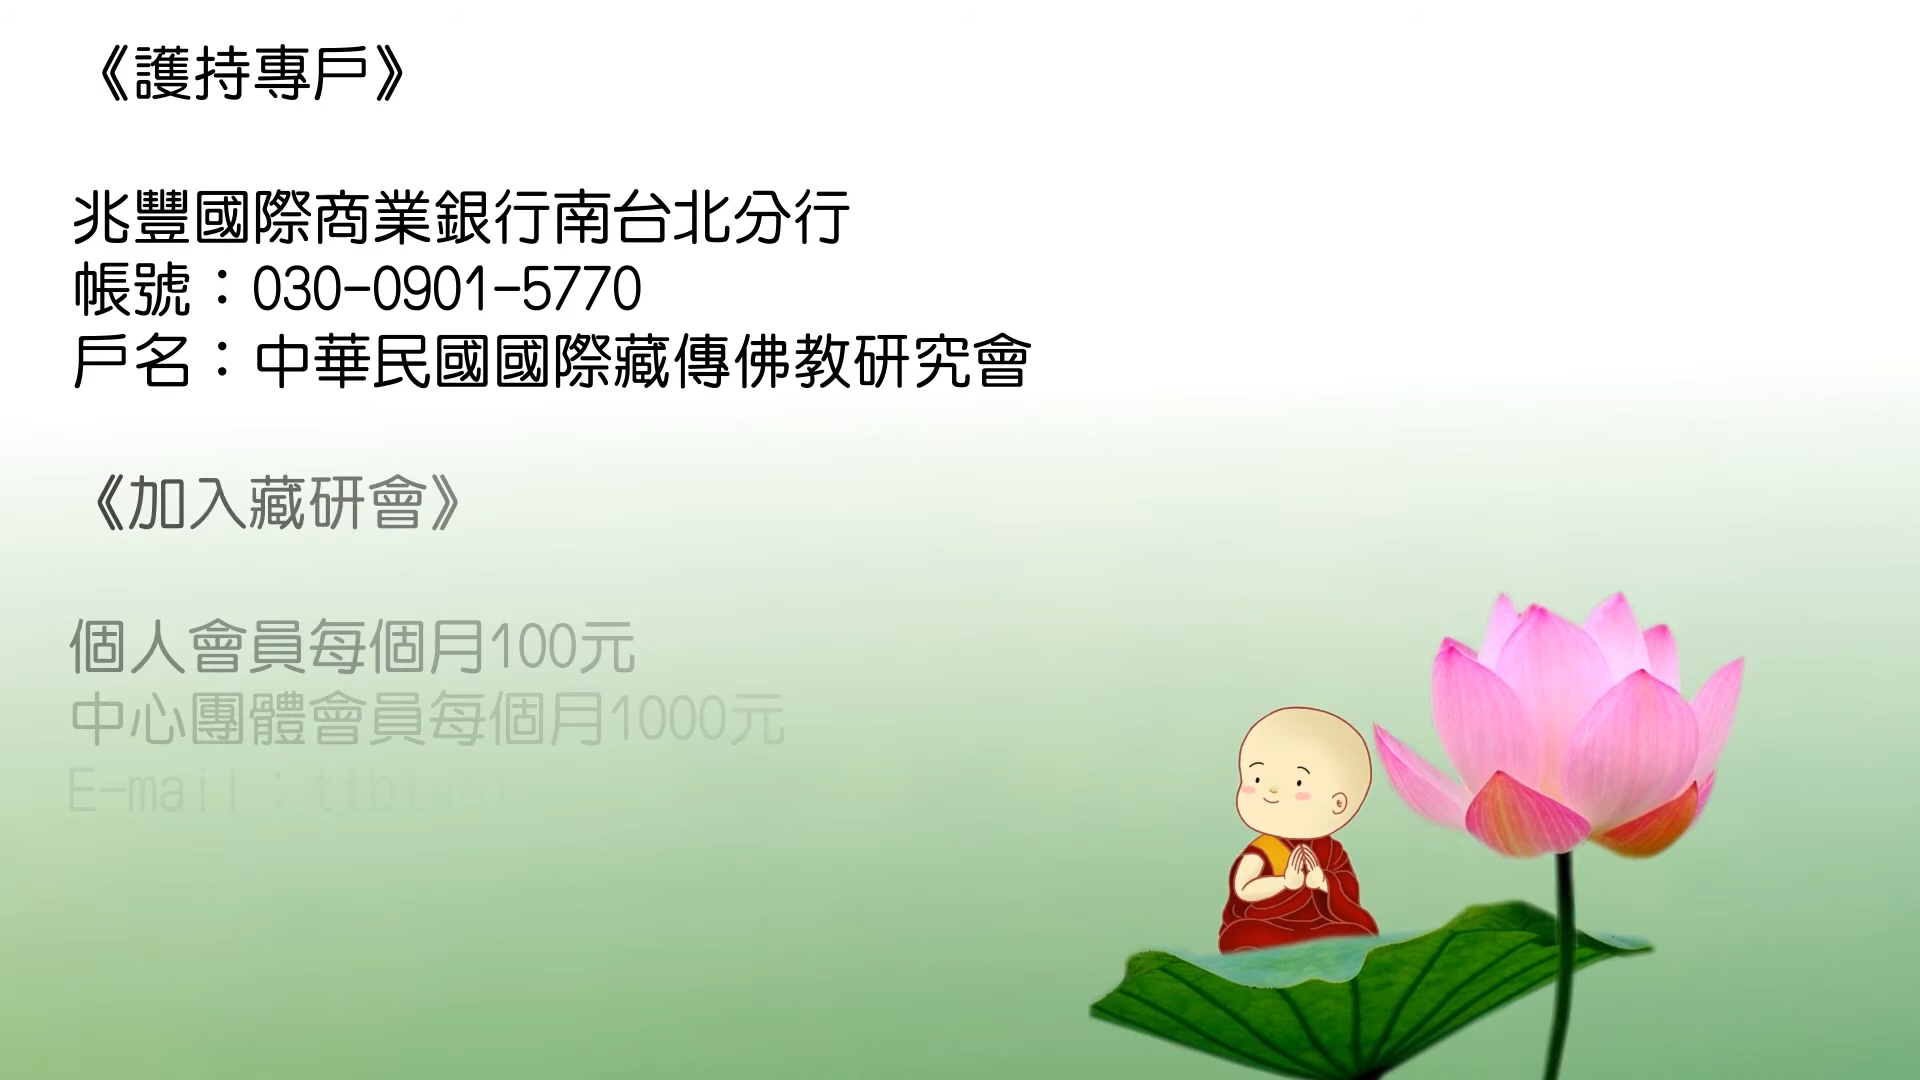 《護持專戶》
兆豐國際商業銀行南台北分行
帳號：030-0901-5770
戶名：中華民國國際藏傳佛教研究會
《加入藏研會》
個人會員每個月100元
中心團體會員每個月1000元
E-mail：